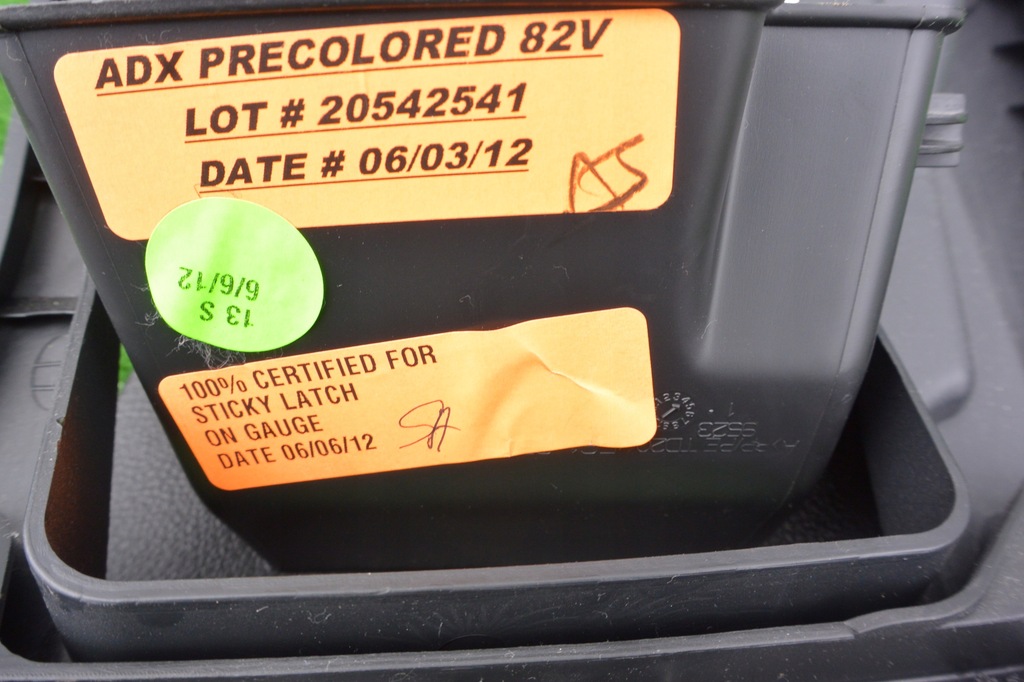 ADX PRECOLORED 82V
LOT # 20542541
DATE # 06/03/12
13 S
6/6/12
100% CERTIFIED FOR
STICKY LATCH
ON GAUGE
DATE 06/06/12
SA